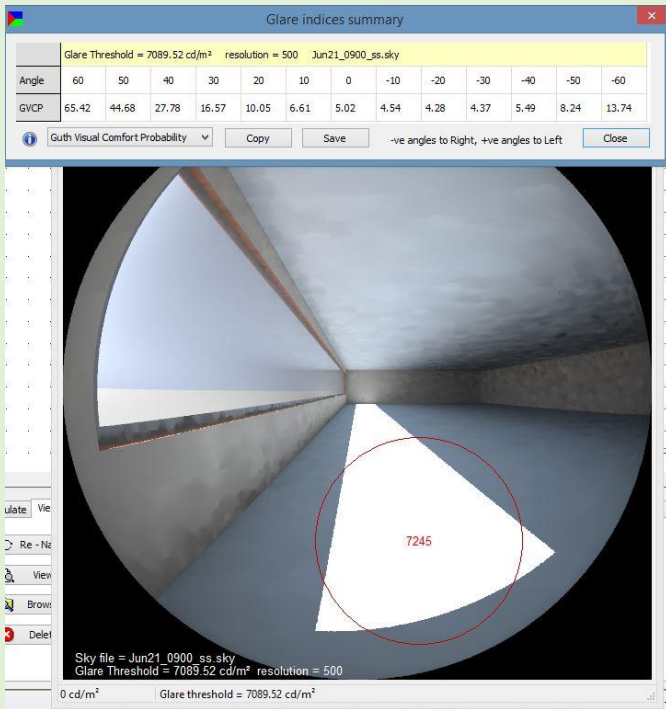 Glare indices summary
Glare Threshold = 7089.52 cd/m² resolution = 500 Jun21_0900_ss.sky
Angle 60 50 40 30 20 10 0 -10 -20 -30 -40 -50 -60
GVCP 65.42 44.68 27.78 16.57 10.05 6.61 5.02 4.54 4.28 4.37 5.49 8.24 13.74
Guth Visual Comfort Probability Copy Save -ve angles to Right, +ve angles to Left Close
ulate Vie
Re - Na
7245
View
Brows
Delet
Sky file = Jun21_0900_ss.sky
Glare Threshold = 7089.52 cd/m² resolution = 500
0 cd/m² Glare threshold = 7089.52 cd/m²